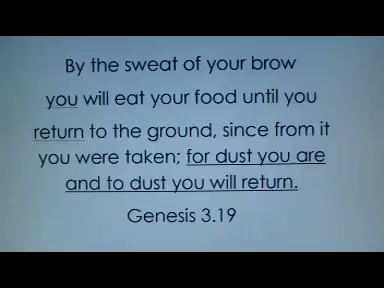 By the sweat of your brow
you will eat your food until you
return to the ground, since from it
you were taken; for dust you are
and to dust you will return.
Genesis 3.19